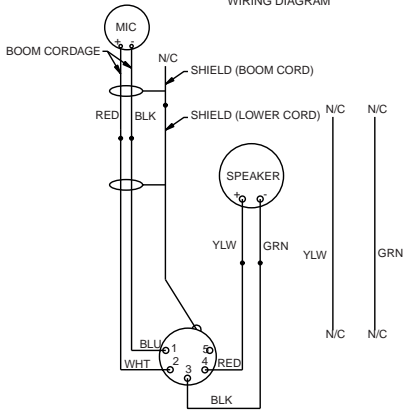 WIRING DIAGRAM
MIC
+ -
BOOM CORDAGE
N/C
SHIELD (BOOM CORD)
RED BLK
SHIELD (LOWER CORD)
N/C N/C
SPEAKER
+ -
YLW GRN
YLW GRN
N/C N/C
BLU 1 5
WHT 2 3 4 RED
BLK